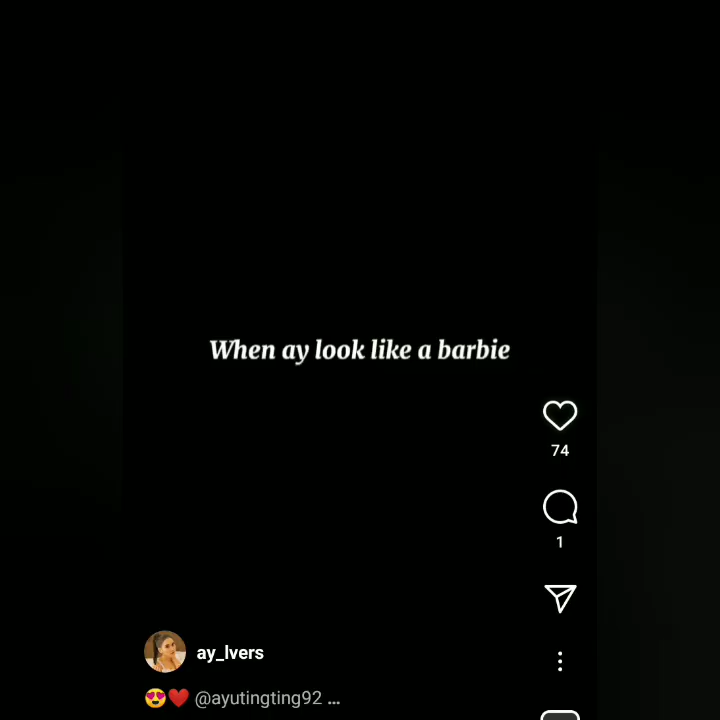 When ay look like a barbie
74
1
ay_lvers
😍❤️ @ayutingting92 ...